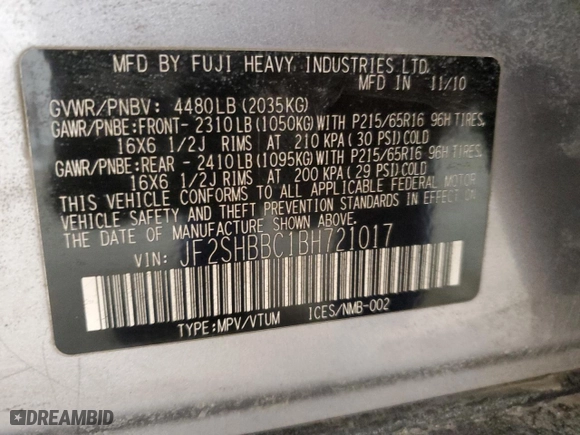 MFD BY FUJI HEAVY INDUSTRIES LTD.
MFD IN 11/10
GVWR/PNBV: 4480LB(2035KG)
GAWR/PNBE:FRONT-2310LB(1050KG)WITH P215/65R16 96H TIRES,
16X6 1/2J RIMS AT 210 KPA(30 PSI)COLD
GAWR/PNBE:REAR -2410LB(1095KG)WITH P215/65R16 96H TIRES,
16X6 1/2J RIMS AT 200 KPA(29 PSI)COLD
THIS VEHICLE CONFORMS TO ALL APPLICABLE FEDERAL MOTOR
VEHICLE SAFETY AND THEFT PREVENTION STANDARDS IN EFFECT ON
THE DATE OF MANUFACTURE SHOWN ABOVE.
VIN: JF2SHBBC1BH721017
TYPE:MPV/VTUM ICES/NMB-002
DREAMBID